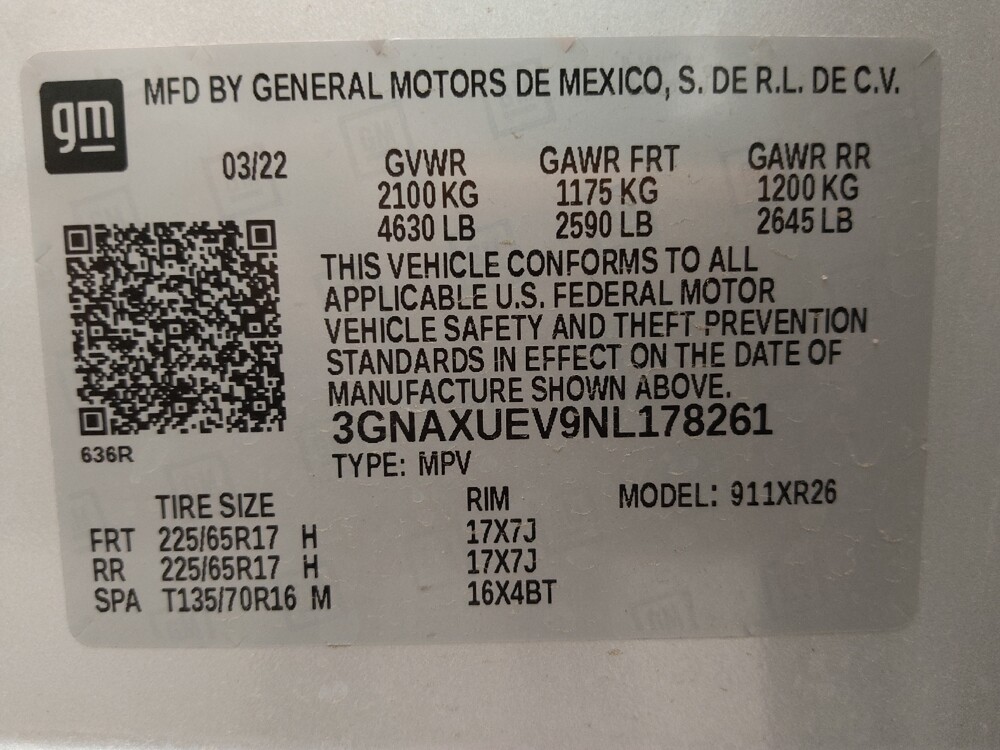 gm
MFD BY GENERAL MOTORS DE MEXICO, S. DE R.L. DE C.V.
03/22 GVWR GAWR FRT GAWR RR
2100 KG 1175 KG 1200 KG
4630 LB 2590 LB 2645 LB
THIS VEHICLE CONFORMS TO ALL
APPLICABLE U.S. FEDERAL MOTOR
VEHICLE SAFETY AND THEFT PREVENTION
STANDARDS IN EFFECT ON THE DATE OF
MANUFACTURE SHOWN ABOVE.
3GNAXUEV9NL178261
636R
TYPE: MPV
TIRE SIZE RIM MODEL: 911XR26
FRT 225/65R17 H 17X7J
RR 225/65R17 H 17X7J
SPA T135/70R16 M 16X4BT